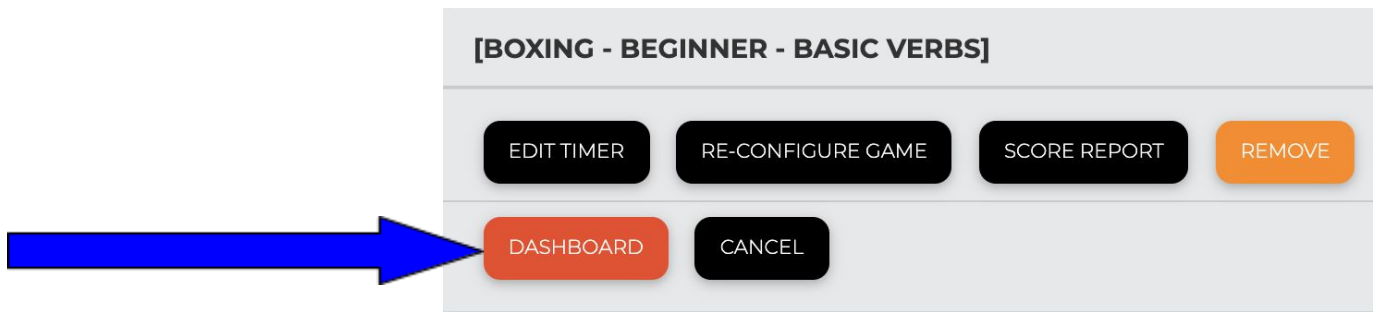 [BOXING - BEGINNER - BASIC VERBS]
EDIT TIMER RE-CONFIGURE GAME SCORE REPORT REMOVE
DASHBOARD CANCEL